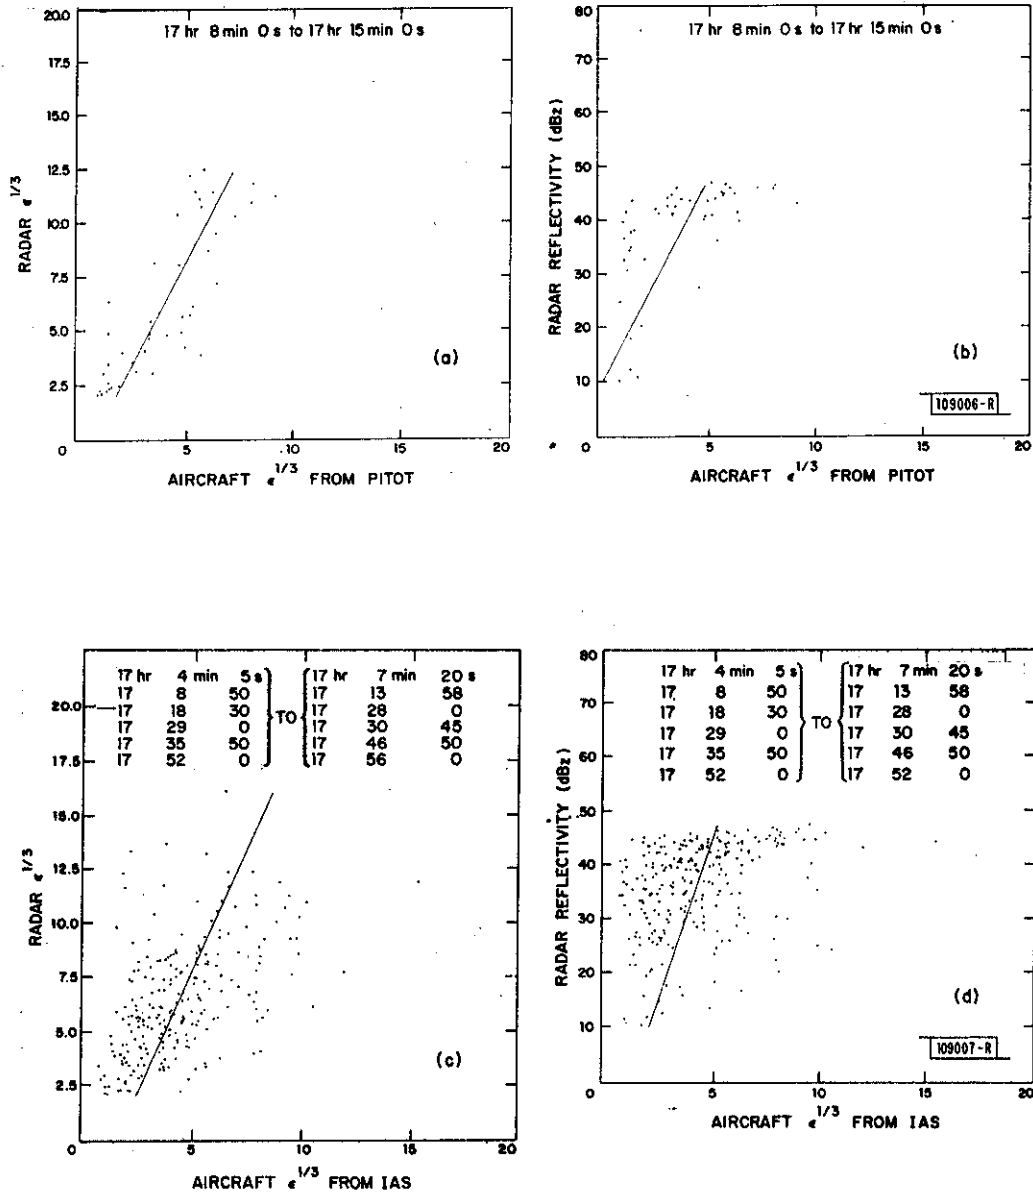 17 hr 8 min 0 s to 17 hr 15 min 0 s
20.0
17.5
15.0
12.5
10.0
7.5
5.0
2.5
0
5
10
15
20
RADAR ϵ^1/3
(a)
AIRCRAFT ϵ^1/3 FROM PITOT
17 hr 8 min 0 s to 17 hr 15 min 0 s
80
70
60
50
40
30
20
10
0
5
10
15
20
RADAR REFLECTIVITY (dBz)
(b)
109006-R
AIRCRAFT ϵ^1/3 FROM PITOT
17 hr 4 min 5 s TO 17 hr 7 min 20 s
17 8 50 17 13 58
17 18 30 17 28 0
17 29 0 17 30 45
17 35 50 17 46 50
17 52 0 17 56 0
20.0
17.5
15.0
12.5
10.0
7.5
5.0
2.5
0
5
10
15
20
RADAR ϵ^1/3
(c)
AIRCRAFT ϵ^1/3 FROM IAS
17 hr 4 min 5 s TO 17 hr 7 min 20 s
17 8 50 17 13 58
17 18 30 17 28 0
17 29 0 17 30 45
17 35 50 17 46 50
17 52 0 17 52 0
80
70
60
50
40
30
20
10
0
5
10
15
20
RADAR REFLECTIVITY (dBz)
(d)
109007-R
AIRCRAFT ϵ^1/3 FROM IAS